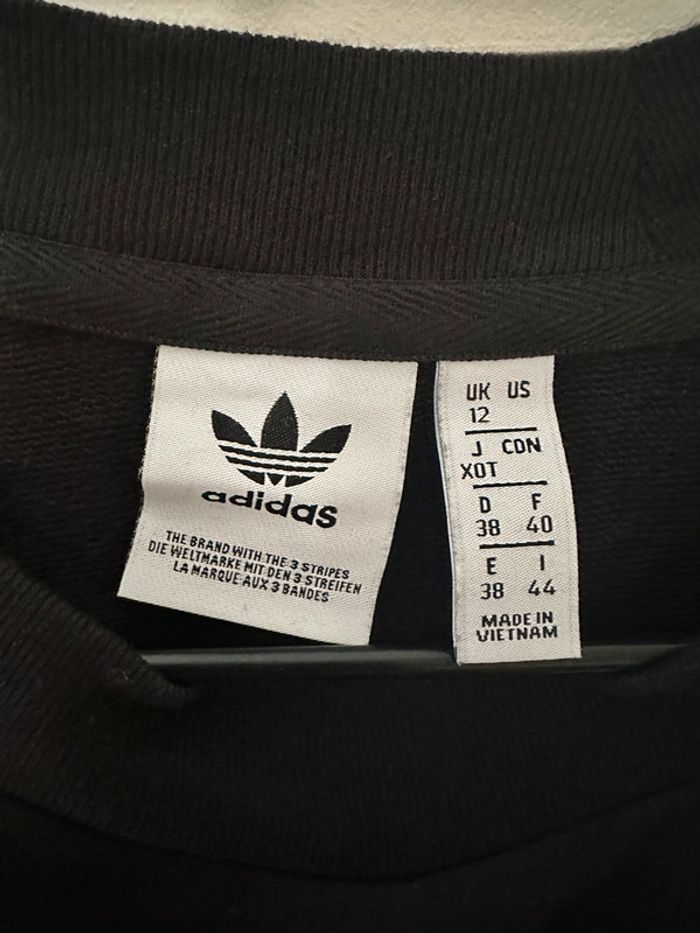 adidas
THE BRAND WITH THE 3 STRIPES
DIE WELTMARKE MIT DEN 3 STREIFEN
LA MARQUE AUX 3 BANDES
UK US
12
J CDN
XOT
D F
38 40
E I
38 44
MADE IN
VIETNAM